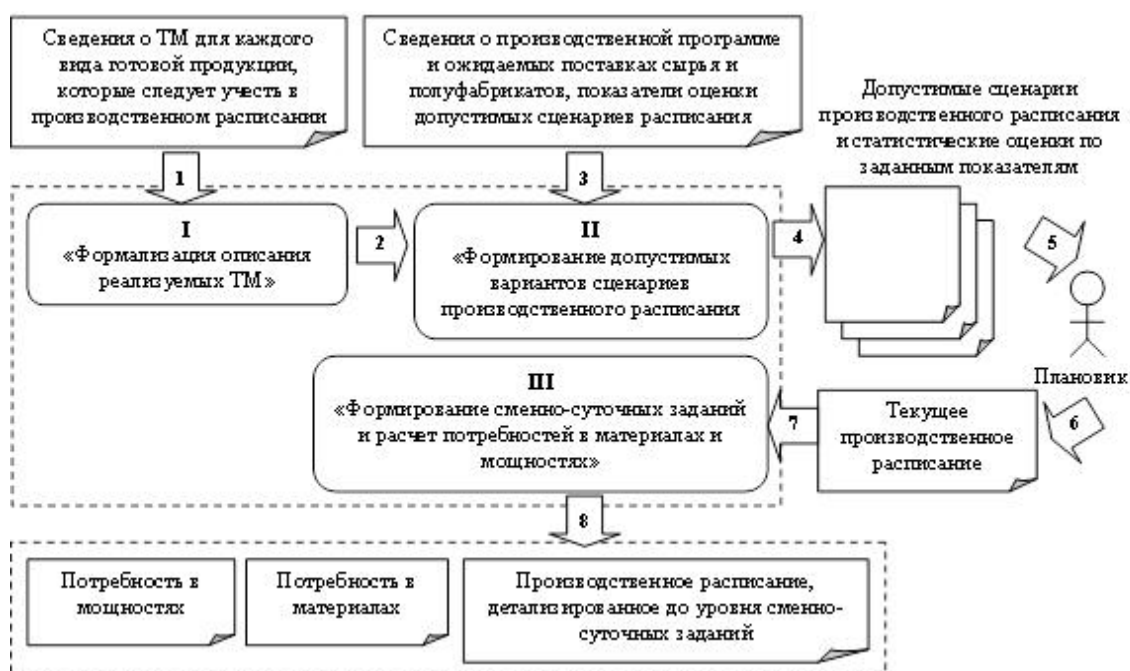 Сведения о ТМ для каждого
вида готовой продукции,
которые следует учесть в
производственном расписании
Сведения о производственной программе
и ожидаемых поставках сырья и
полуфабрикатов, показатели оценки
допустимых сценариев расписания
Допустимые сценарии
производственного расписания
и статистические оценки по
заданным показателям
1
3
I
«Формализация описания
реализуемых ТМ»
2
II
«Формирование допустимых
вариантов сценариев
производственного расписания»
4
5
Плановик
III
«Формирование сменно-суточных заданий
и расчет потребностей в материалах и
мощностях»
7
Текущее
производственное
расписание
6
8
Потребность в
мощностях
Потребность в
материалах
Производственное расписание,
детализированное до уровня сменно-
суточных заданий